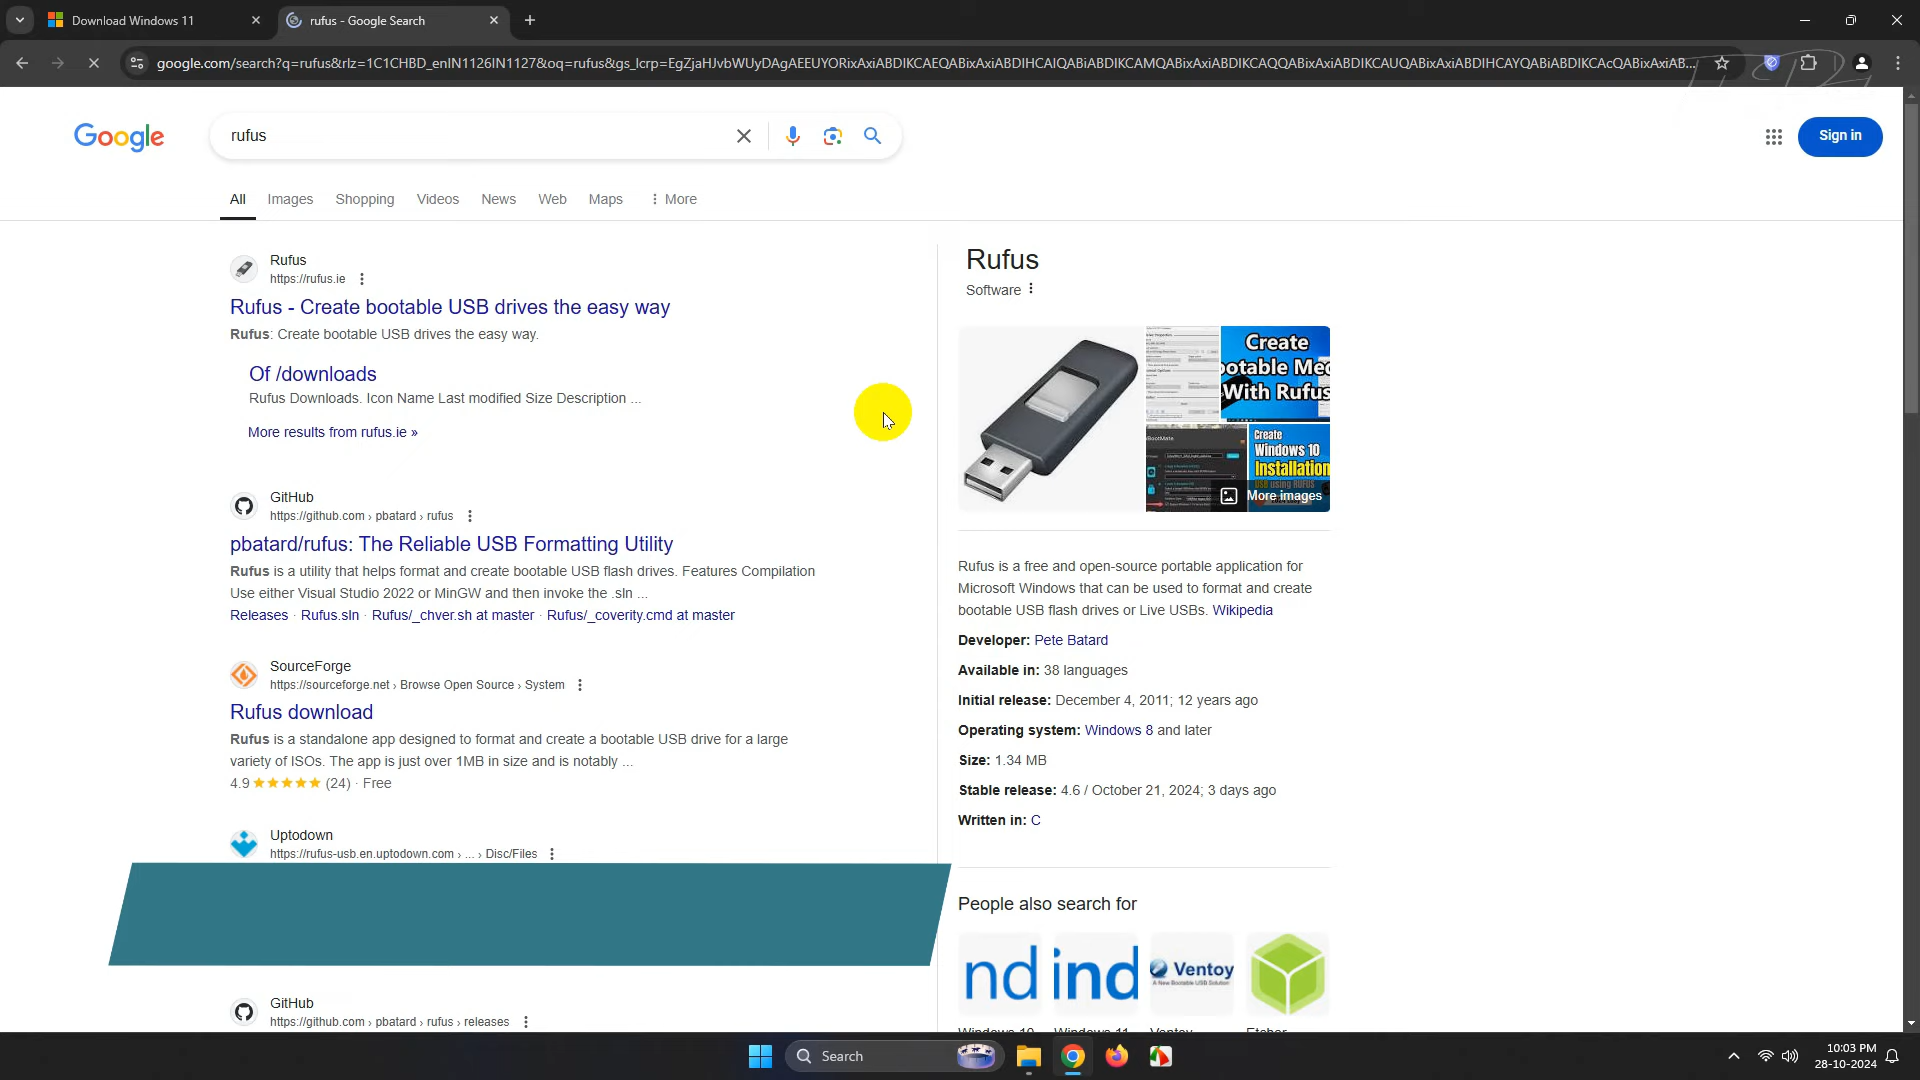 Download Windows 11
rufus - Google Search
google.com/search?q=rufus&rlz=1C1CHBD_enIN1126IN1127&oq=rufus&gs_lcrp=EgZjaHJvbWUyDAgAEEUYORixAxiABDIKCAEQABixAxiABDIHCAIQABiABDIKCAMQABixAxiABDIKCAQQABixAxiABDIKCAUQABixAxiABDIHCAYQABiABDIKCAcQABixAxiAB...
Google
rufus
Sign in
All
Images
Shopping
Videos
News
Web
Maps
More
Rufus
https://rufus.ie
Rufus - Create bootable USB drives the easy way
Rufus: Create bootable USB drives the easy way.
Of /downloads
Rufus Downloads. Icon Name Last modified Size Description ...
More results from rufus.ie »
GitHub
https://github.com › pbatard › rufus
pbatard/rufus: The Reliable USB Formatting Utility
Rufus is a utility that helps format and create bootable USB flash drives. Features Compilation
Use either Visual Studio 2022 or MinGW and then invoke the .sln ...
Releases · Rufus.sln · Rufus/_chver.sh at master · Rufus/_coverity.cmd at master
SourceForge
https://sourceforge.net › Browse Open Source › System
Rufus download
Rufus is a standalone app designed to format and create a bootable USB drive for a large
variety of ISOs. The app is just over 1MB in size and is notably ...
4.9 ★★★★★ (24) · Free
Uptodown
https://rufus-usb.en.uptodown.com › ... › Disc/Files
GitHub
https://github.com › pbatard › rufus › releases
Rufus
Software
Create
otable Med
With Rufus
Create
Windows 10
Installation
USB using RUFUS
More images
Rufus is a free and open-source portable application for
Microsoft Windows that can be used to format and create
bootable USB flash drives or Live USBs. Wikipedia
Developer: Pete Batard
Available in: 38 languages
Initial release: December 4, 2011; 12 years ago
Operating system: Windows 8 and later
Size: 1.34 MB
Stable release: 4.6 / October 21, 2024; 3 days ago
Written in: C
People also search for
nd
ind
Ventoy
A New Bootable USB Solution
Windows 10
Windows 11
Ventoy
Etcher
Search
10:03 PM
28-10-2024